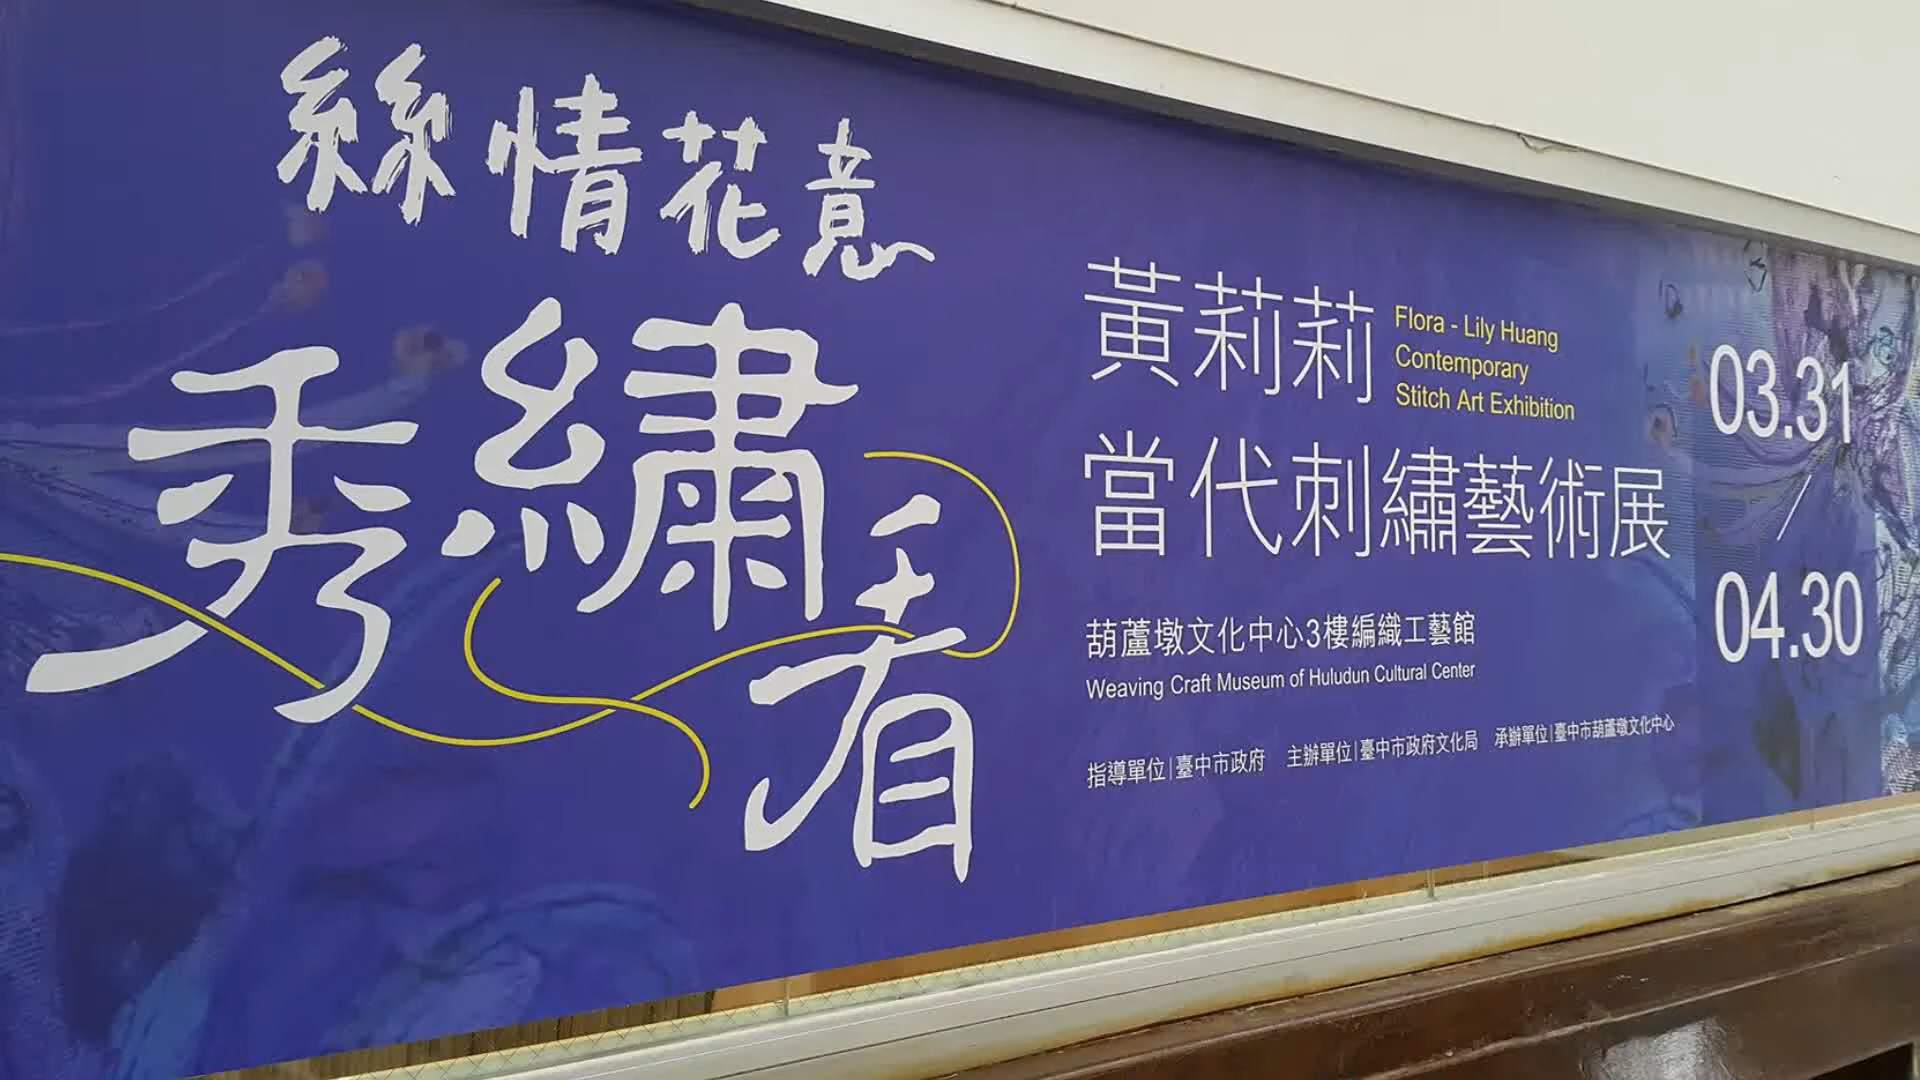 絲情花意
秀繡看
黃莉莉
Flora - Lily Huang
Contemporary
Stitch Art Exhibition
當代刺繡藝術展
03.31
04.30
葫蘆墩文化中心3樓編織工藝館
Weaving Craft Museum of Huludun Cultural Center
指導單位|臺中市政府 主辦單位|臺中市政府文化局 承辦單位|臺中市葫蘆墩文化中心